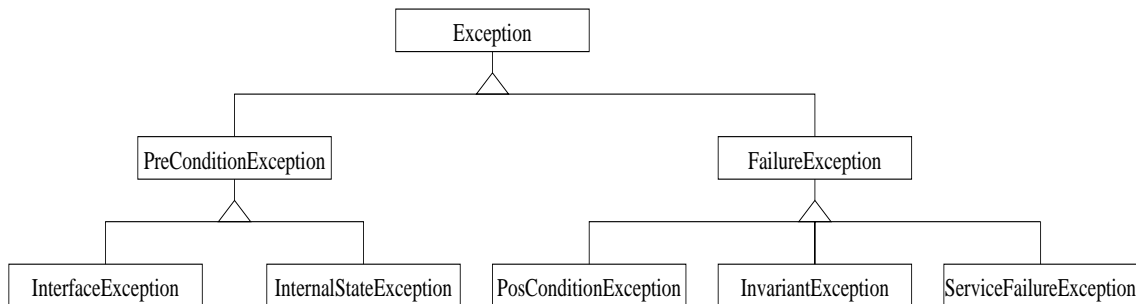 Exception
PreConditionException
FailureException
InterfaceException
InternalStateException
PosConditionException
InvariantException
ServiceFailureException